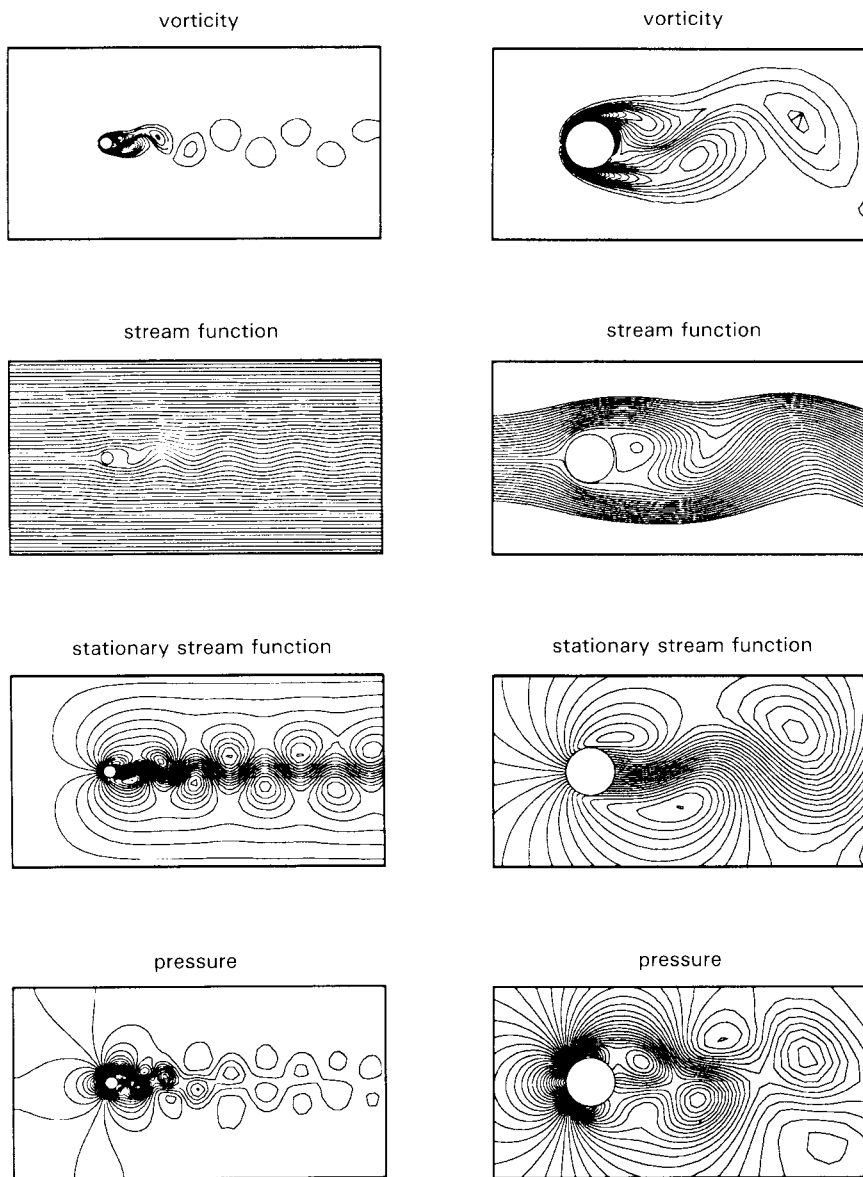 vorticity
vorticity
stream function
stream function
stationary stream function
stationary stream function
pressure
pressure